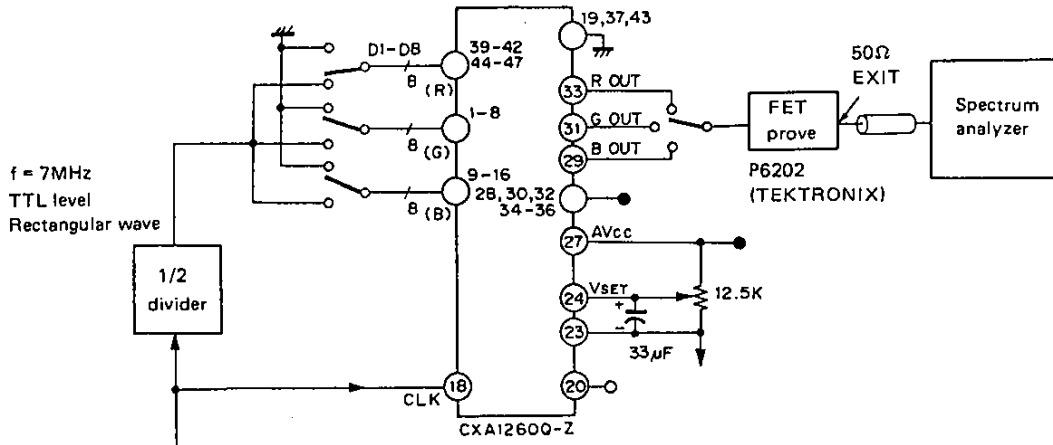 f = 7MHz
TTL level
Rectangular wave
1/2
divider
D1-D8
8
(R)
8
(G)
8
(B)
39-42
44-47
1-8
9-16
28,30,32
34-36
19,37,43
33
R OUT
31
G OUT
29
B OUT
27
AVcc
24
VSET
+
-
23
33µF
12.5K
18
CLK
20
CXA1260Q-Z
FET
prove
P6202
(TEKTRONIX)
50Ω
EXIT
Spectrum
analyzer